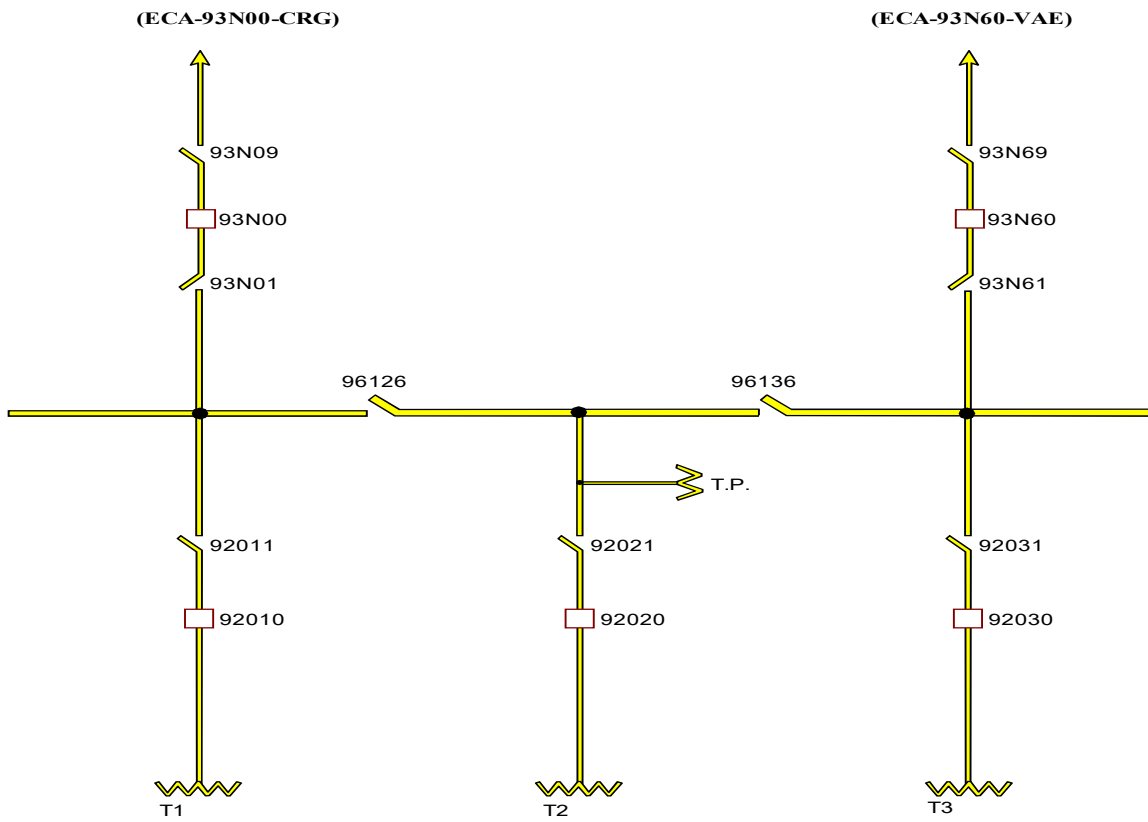 (ECA-93N00-CRG) (ECA-93N60-VAE)
93N09 93N69
93N00 93N60
93N01 93N61
96126 96136
T.P.
92011 92021 92031
92010 92020 92030
T1 T2 T3